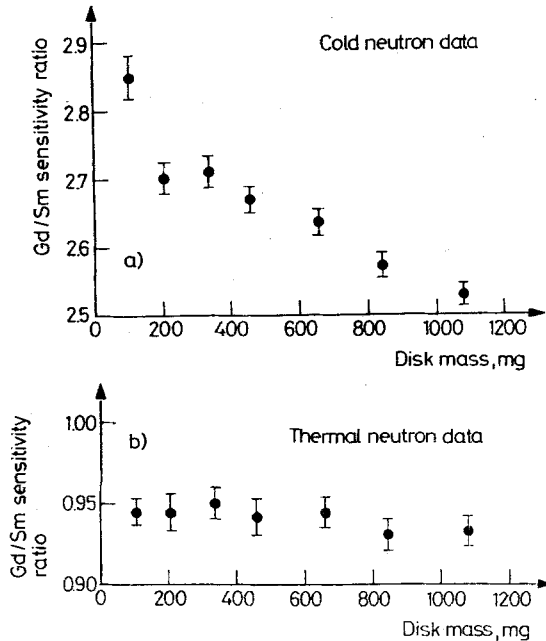 Cold neutron data
Gd/Sm sensitivity ratio
2.9
2.8
2.7
2.6
2.5
a)
0 200 400 600 800 1000 1200
Disk mass, mg
Thermal neutron data
Gd/Sm sensitivity
ratio
1.00
0.95
0.90
b)
0 200 400 600 800 1000 1200
Disk mass, mg